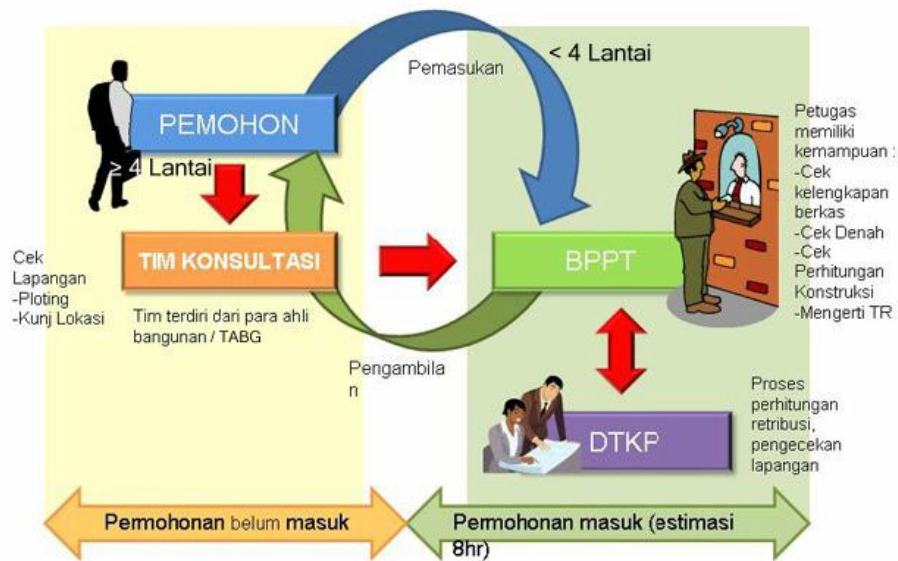 < 4 Lantai
Pemasukan
PEMOHON
≥ 4 Lantai
TIM KONSULTASI
BPPT
Cek
Lapangan
-Ploting
-Kunj Lokasi
Tim terdiri dari para ahli
bangunan / TABG
Petugas
memiliki
kemampuan :
-Cek
kelengkapan
berkas
-Cek Denah
-Cek
Perhitungan
Konstruksi
-Mengerti TR
Pengambila
n
DTKP
Proses
perhitungan
retribusi,
pengecekan
lapangan
Permohonan belum masuk
Permohonan masuk (estimasi
8hr)